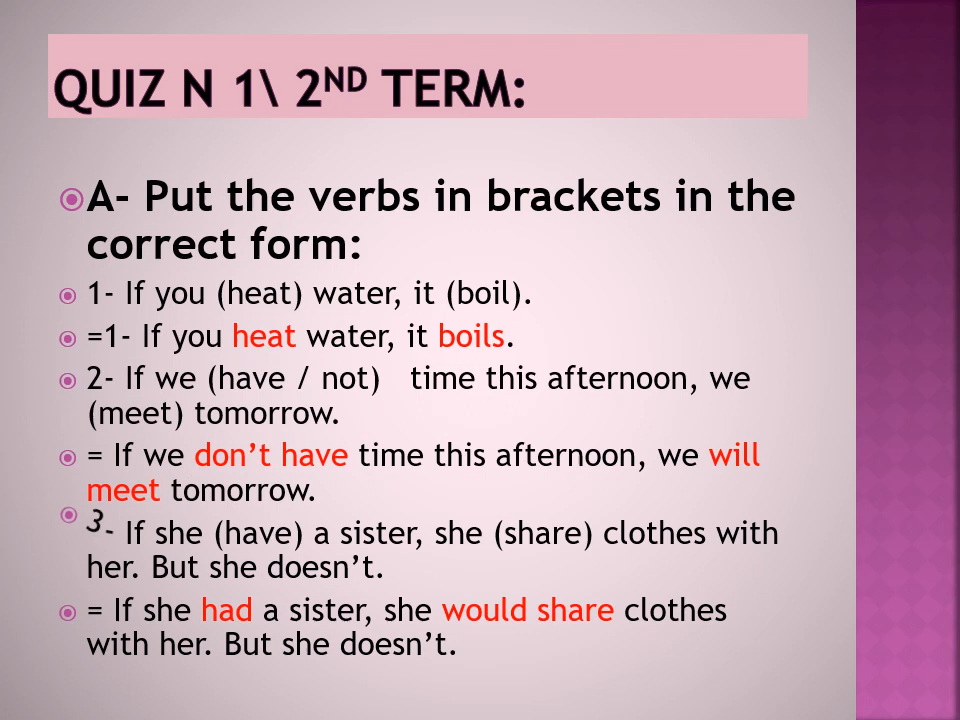 QUIZ N 1\ 2ND TERM:
A- Put the verbs in brackets in the
correct form:
1- If you (heat) water, it (boil).
=1- If you heat water, it boils.
2- If we (have / not) time this afternoon, we
(meet) tomorrow.
= If we don’t have time this afternoon, we will
meet tomorrow.
3- If she (have) a sister, she (share) clothes with
her. But she doesn’t.
= If she had a sister, she would share clothes
with her. But she doesn’t.